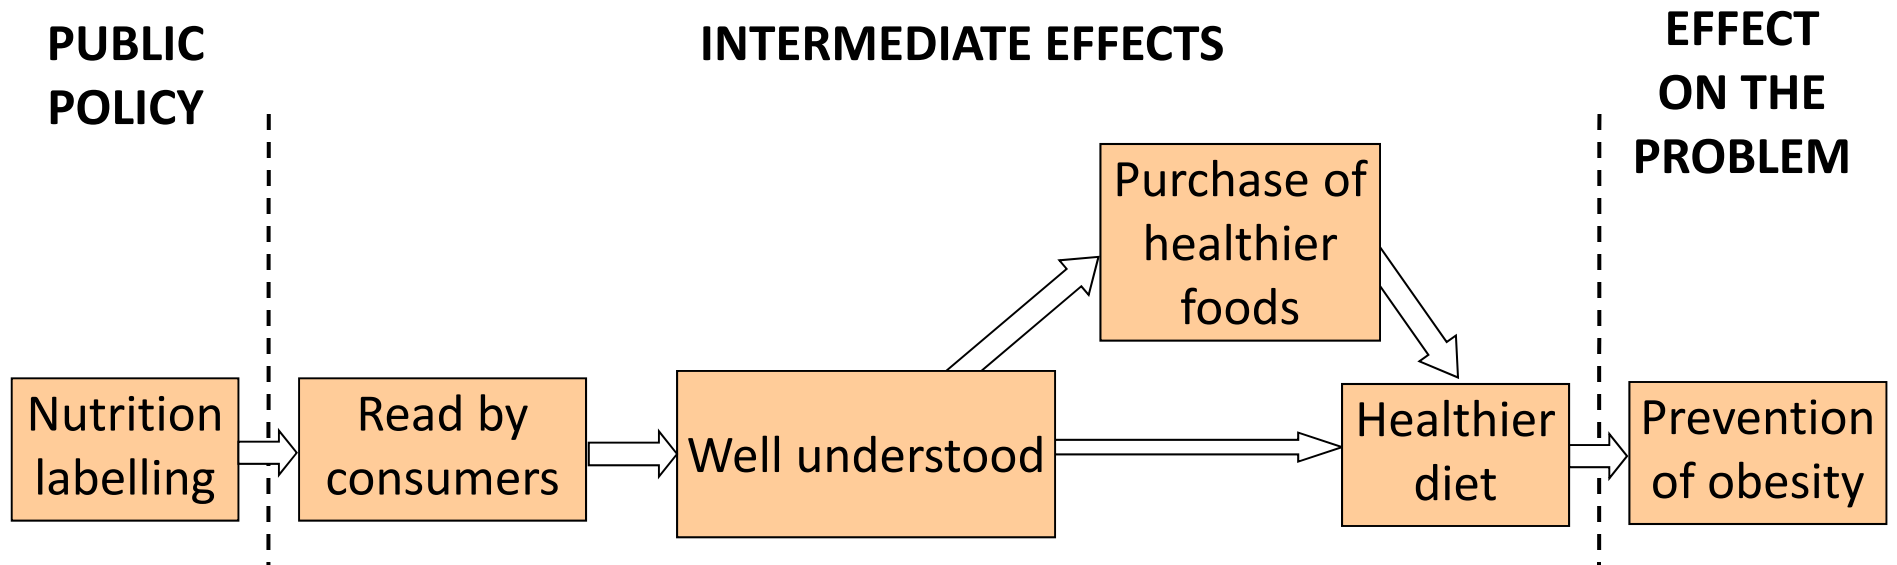 PUBLIC
POLICY
INTERMEDIATE EFFECTS
EFFECT
ON THE
PROBLEM
Nutrition
labelling
Read by
consumers
Well understood
Purchase of
healthier
foods
Healthier
diet
Prevention
of obesity